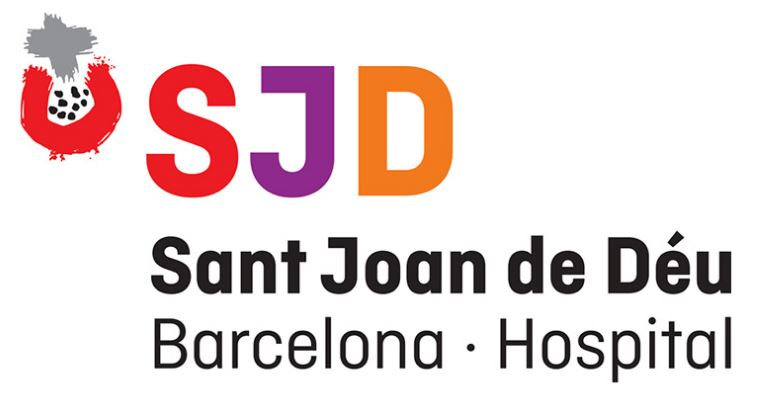 SJD
Sant Joan de Déu
Barcelona · Hospital